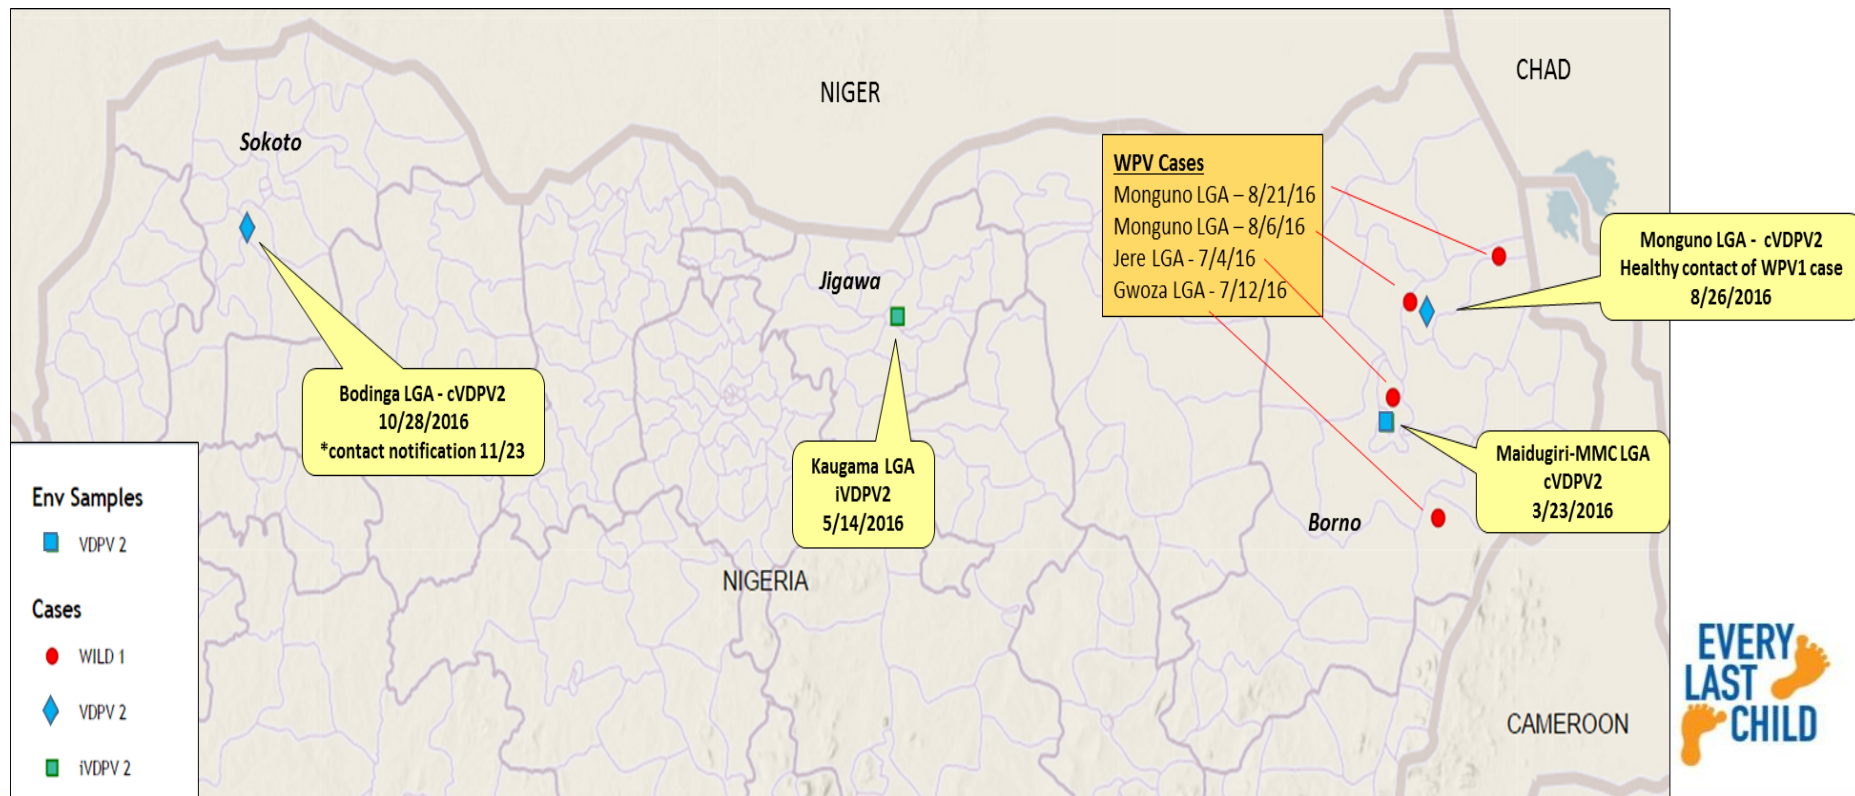 NIGER
CHAD
Sokoto
WPV Cases
Monguno LGA – 8/21/16
Monguno LGA – 8/6/16
Jere LGA - 7/4/16
Gwoza LGA - 7/12/16
Monguno LGA - cVDPV2
Healthy contact of WPV1 case
8/26/2016
Jigawa
Bodinga LGA - cVDPV2
10/28/2016
*contact notification 11/23
Kaugama LGA
iVDPV2
5/14/2016
Maidugiri-MMC LGA
cVDPV2
3/23/2016
Borno
NIGERIA
CAMEROON
Env Samples
VDPV 2
Cases
WILD 1
VDPV 2
iVDPV 2
EVERY
LAST
CHILD